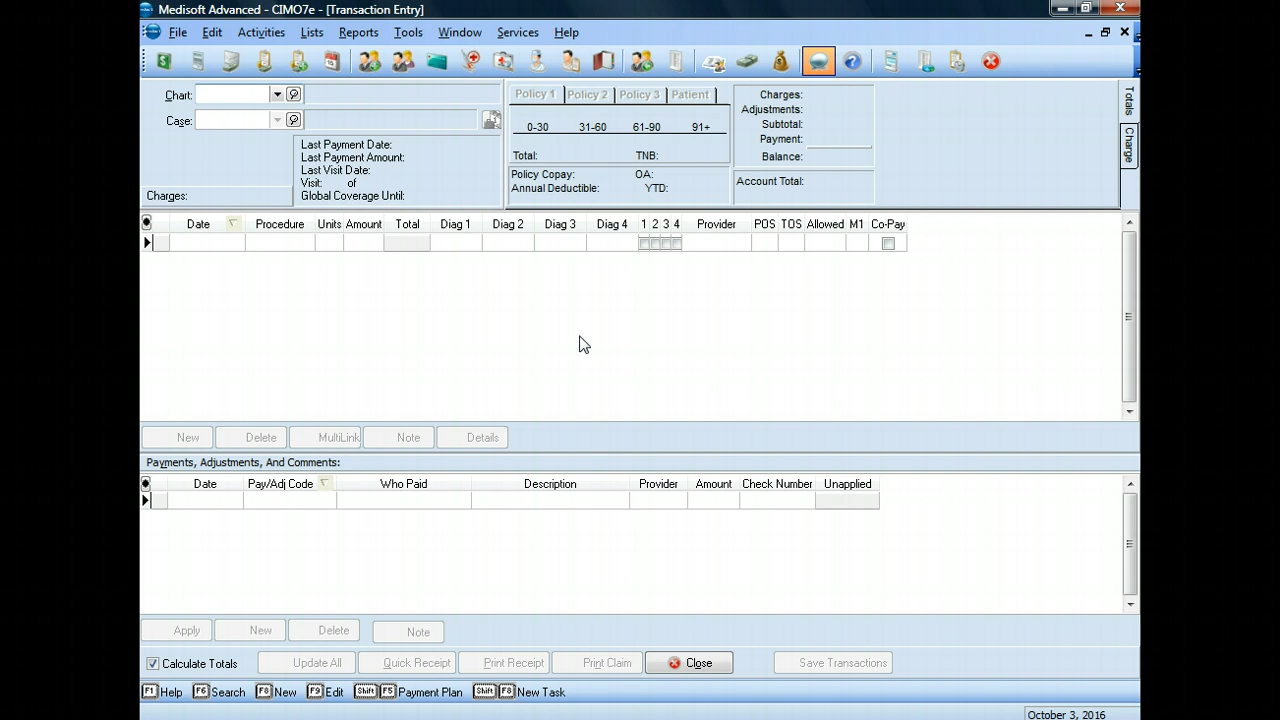 Medisoft Advanced - CIMO7e - [Transaction Entry]
File Edit Activities Lists Reports Tools Window Services Help
Chart:
Case:
Last Payment Date:
Last Payment Amount:
Last Visit Date:
Visit: of
Global Coverage Until:
Charges:
Policy 1 Policy 2 Policy 3 Patient
0-30 31-60 61-90 91+
Total: TNB:
Policy Copay: OA:
Annual Deductible: YTD:
Charges:
Adjustments:
Subtotal:
Payment:
Balance:
Account Total:
Totals
Charge
Date Procedure Units Amount Total Diag 1 Diag 2 Diag 3 Diag 4 1 2 3 4 Provider POS TOS Allowed M1 Co-Pay
New Delete MultiLink Note Details
Payments, Adjustments, And Comments:
Date Pay/Adj Code Who Paid Description Provider Amount Check Number Unapplied
Apply New Delete Note
Calculate Totals Update All Quick Receipt Print Receipt Print Claim Close Save Transactions
F1 Help F6 Search F8 New F9 Edit Shift F5 Payment Plan Shift F8 New Task
October 3, 2016